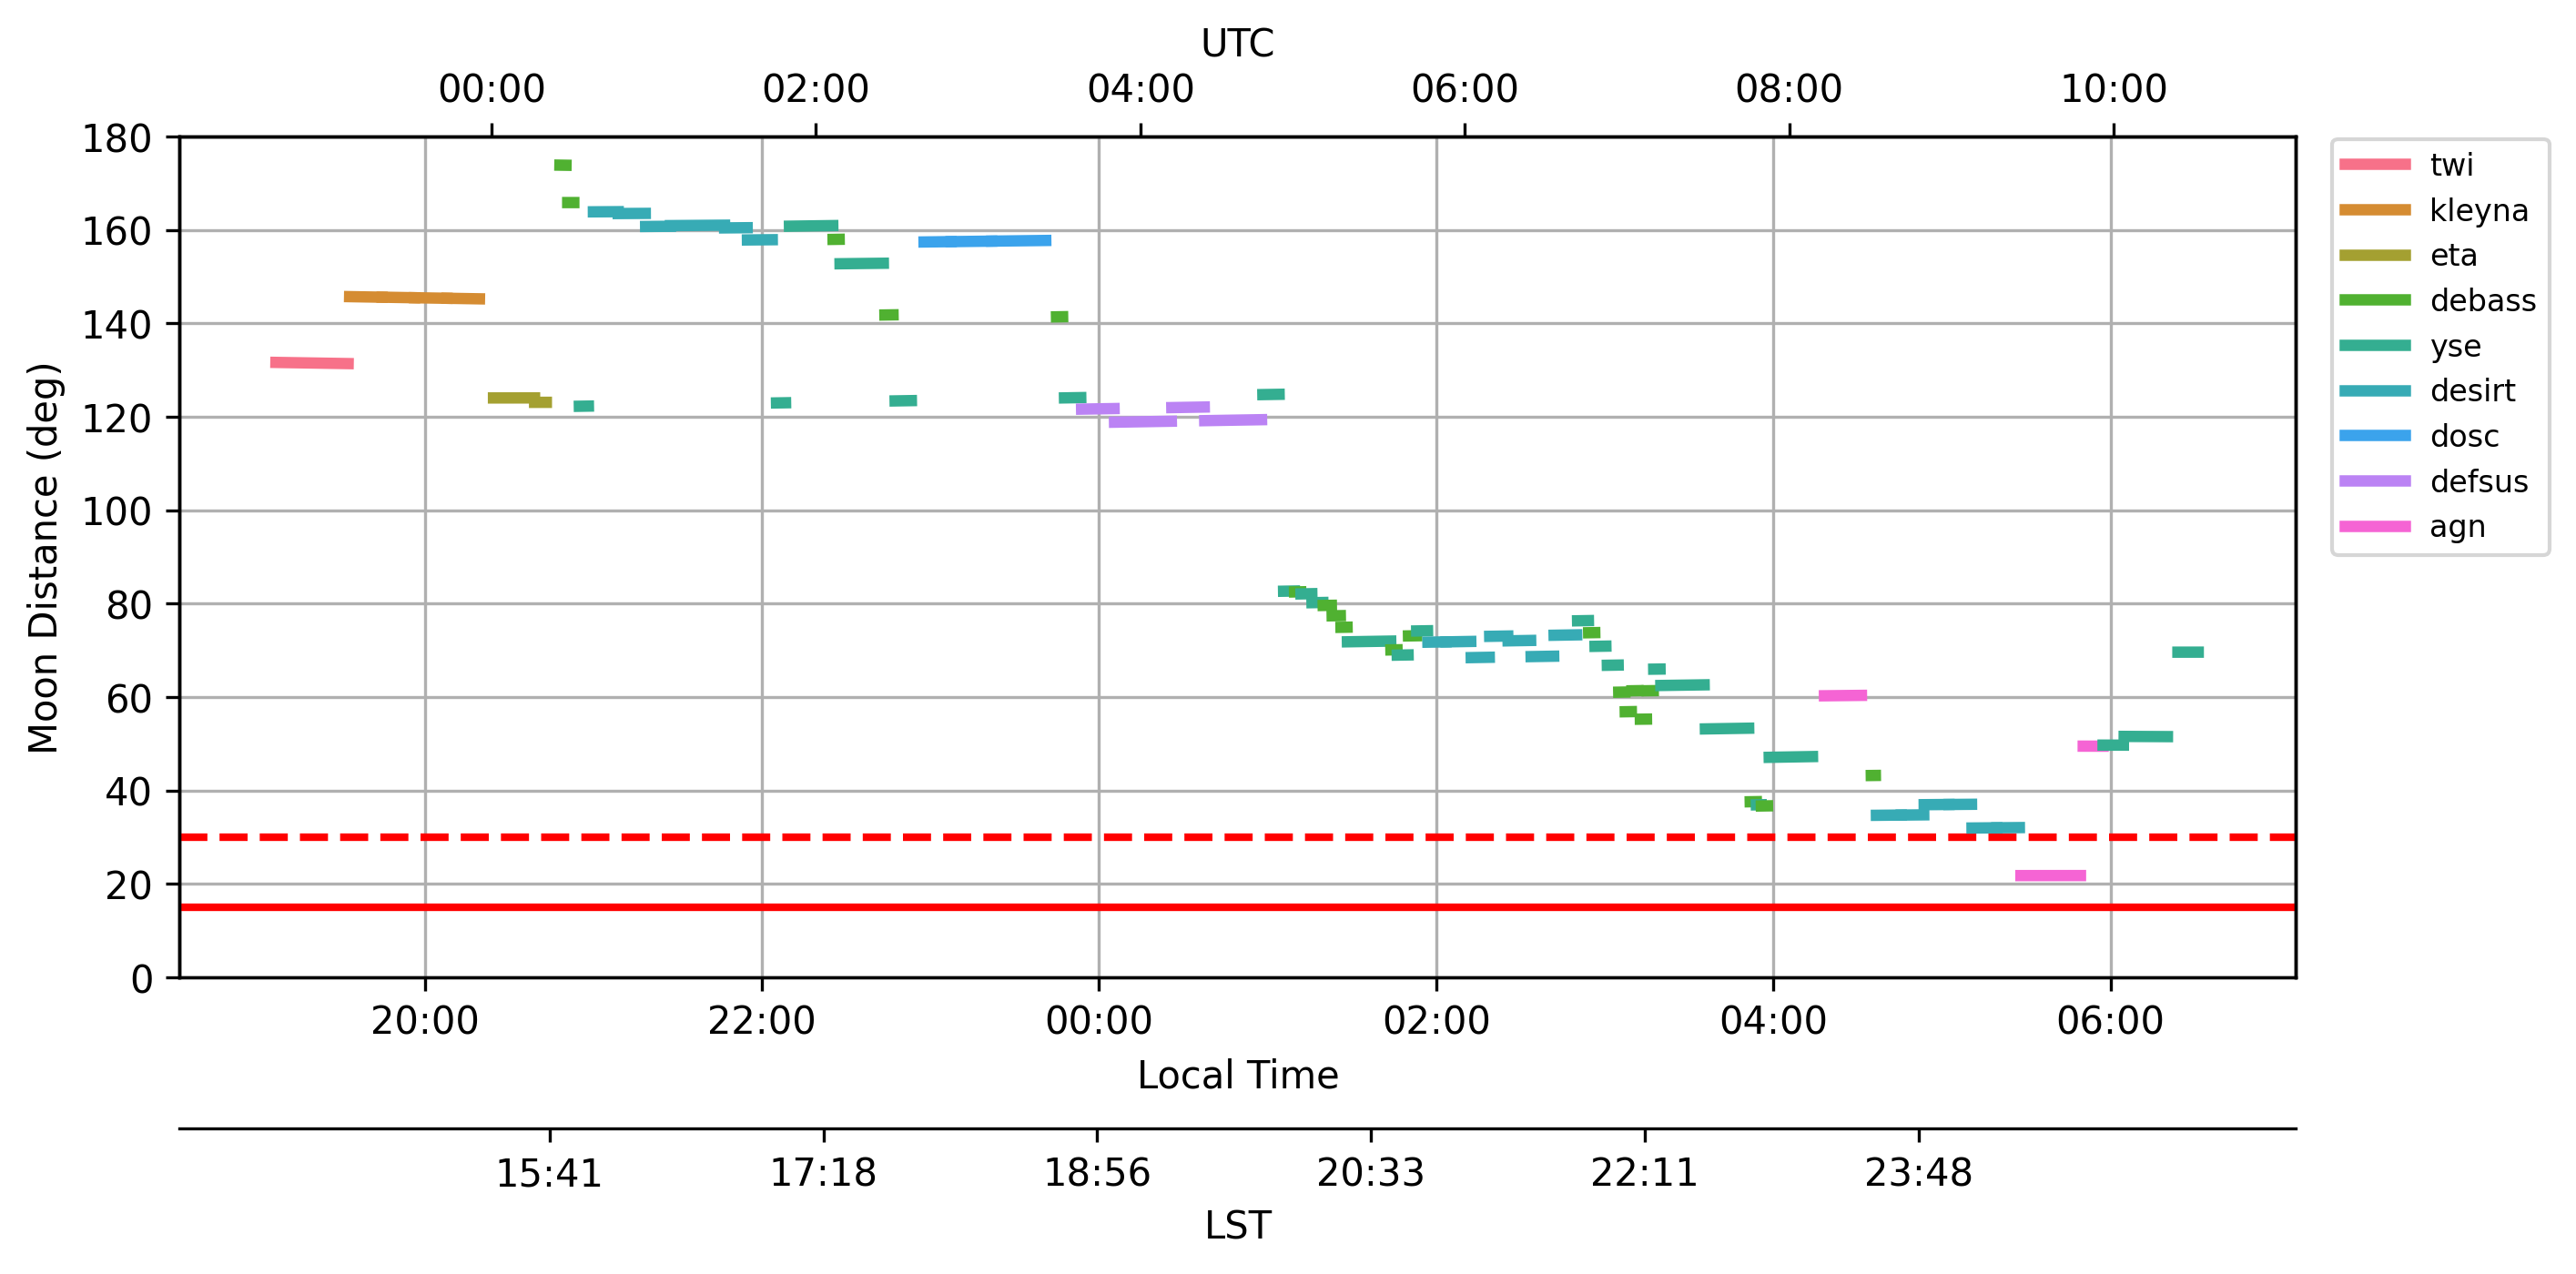 UTC
00:00 02:00 04:00 06:00 08:00 10:00
180
160
140
120
100
80
60
40
20
0
Moon Distance (deg)
twi
kleyna
eta
debass
yse
desirt
dosc
defsus
agn
20:00 22:00 00:00 02:00 04:00 06:00
Local Time
15:41 17:18 18:56 20:33 22:11 23:48
LST